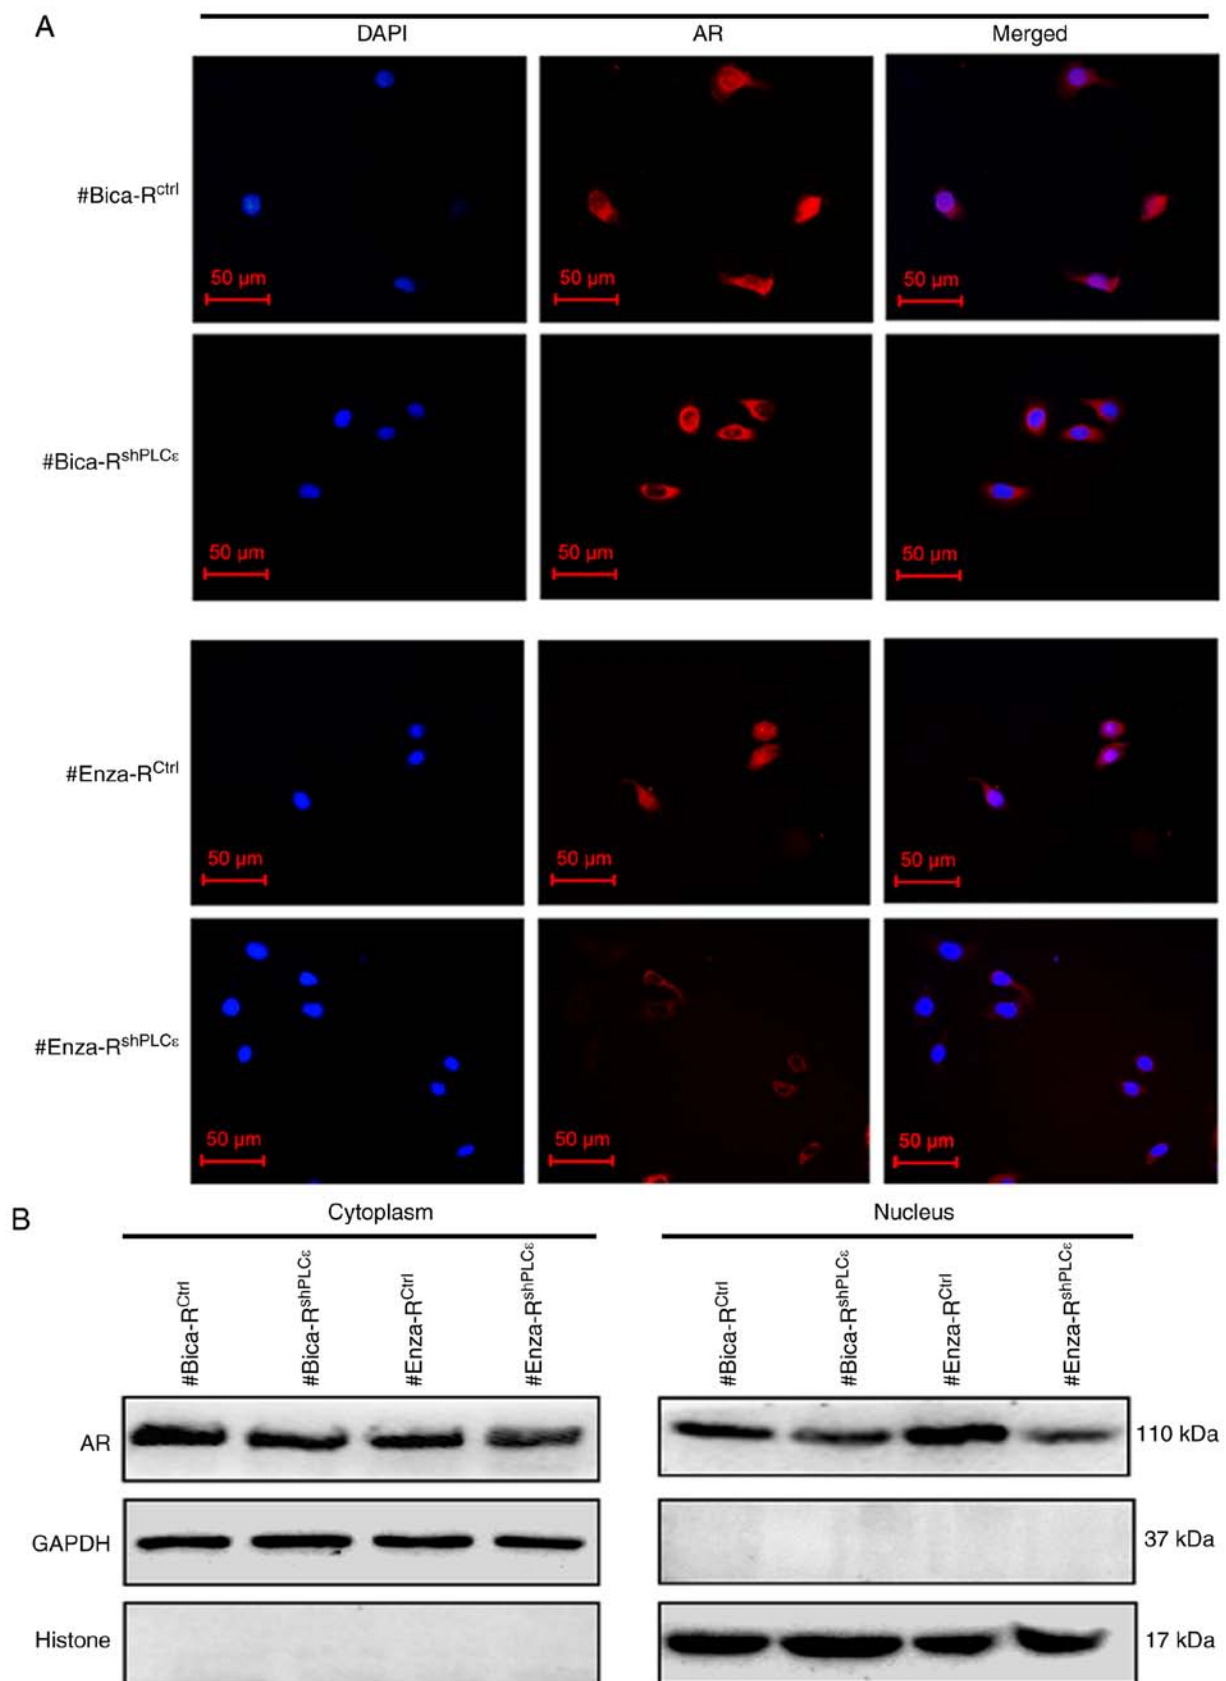 A
DAPI AR Merged
#Bica-Rctrl
50 µm 50 µm 50 µm
#Bica-RshPLCε
50 µm 50 µm 50 µm
#Enza-RCtrl
50 µm 50 µm 50 µm
#Enza-RshPLCε
50 µm 50 µm 50 µm
B
Cytoplasm Nucleus
#Bica-RCtrl #Bica-RshPLCε #Enza-RCtrl #Enza-RshPLCε #Bica-RCtrl #Bica-RshPLCε #Enza-RCtrl #Enza-RshPLCε
AR 110 kDa
GAPDH 37 kDa
Histone 17 kDa